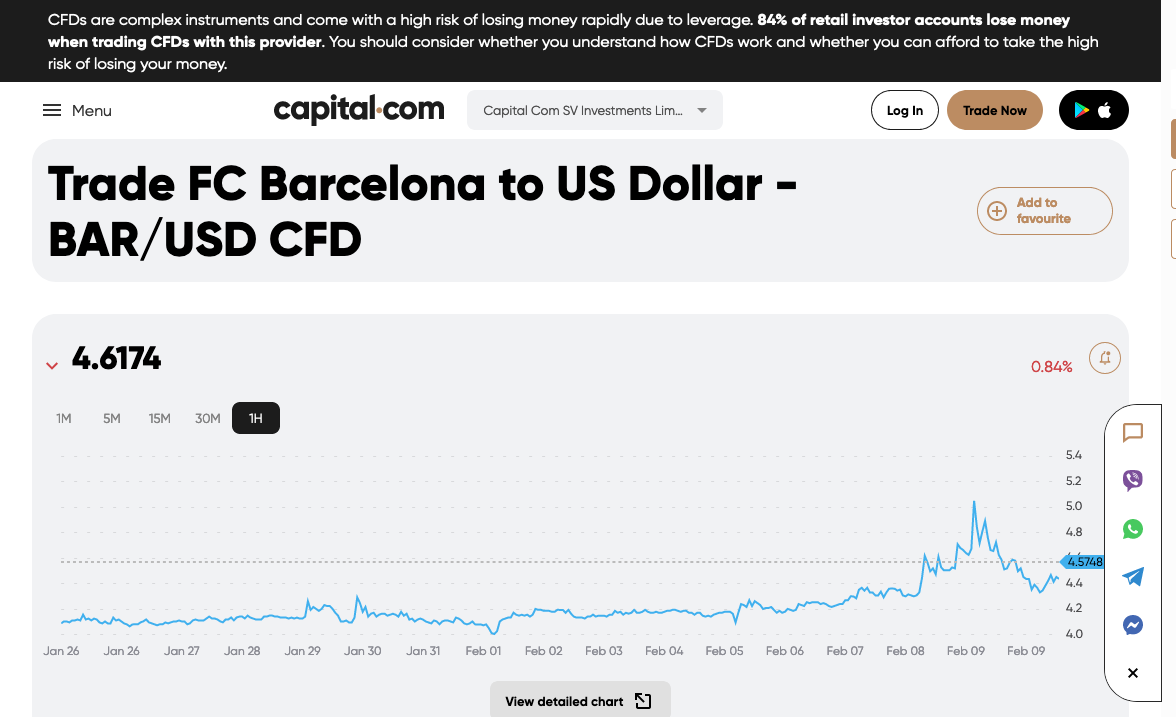 CFDs are complex instruments and come with a high risk of losing money rapidly due to leverage. 84% of retail investor accounts lose money
when trading CFDs with this provider. You should consider whether you understand how CFDs work and whether you can afford to take the high
risk of losing your money.
Menu
capital.com
Capital Com SV Investments Lim...
Log In
Trade Now
Trade FC Barcelona to US Dollar -
BAR/USD CFD
Add to
favourite
4.6174
0.84%
1M 5M 15M 30M 1H
5.4
5.2
5.0
4.8
4.5748
4.4
4.2
4.0
Jan 26 Jan 26 Jan 27 Jan 28 Jan 29 Jan 30 Jan 31 Feb 01 Feb 02 Feb 03 Feb 04 Feb 05 Feb 06 Feb 07 Feb 08 Feb 09 Feb 09
View detailed chart